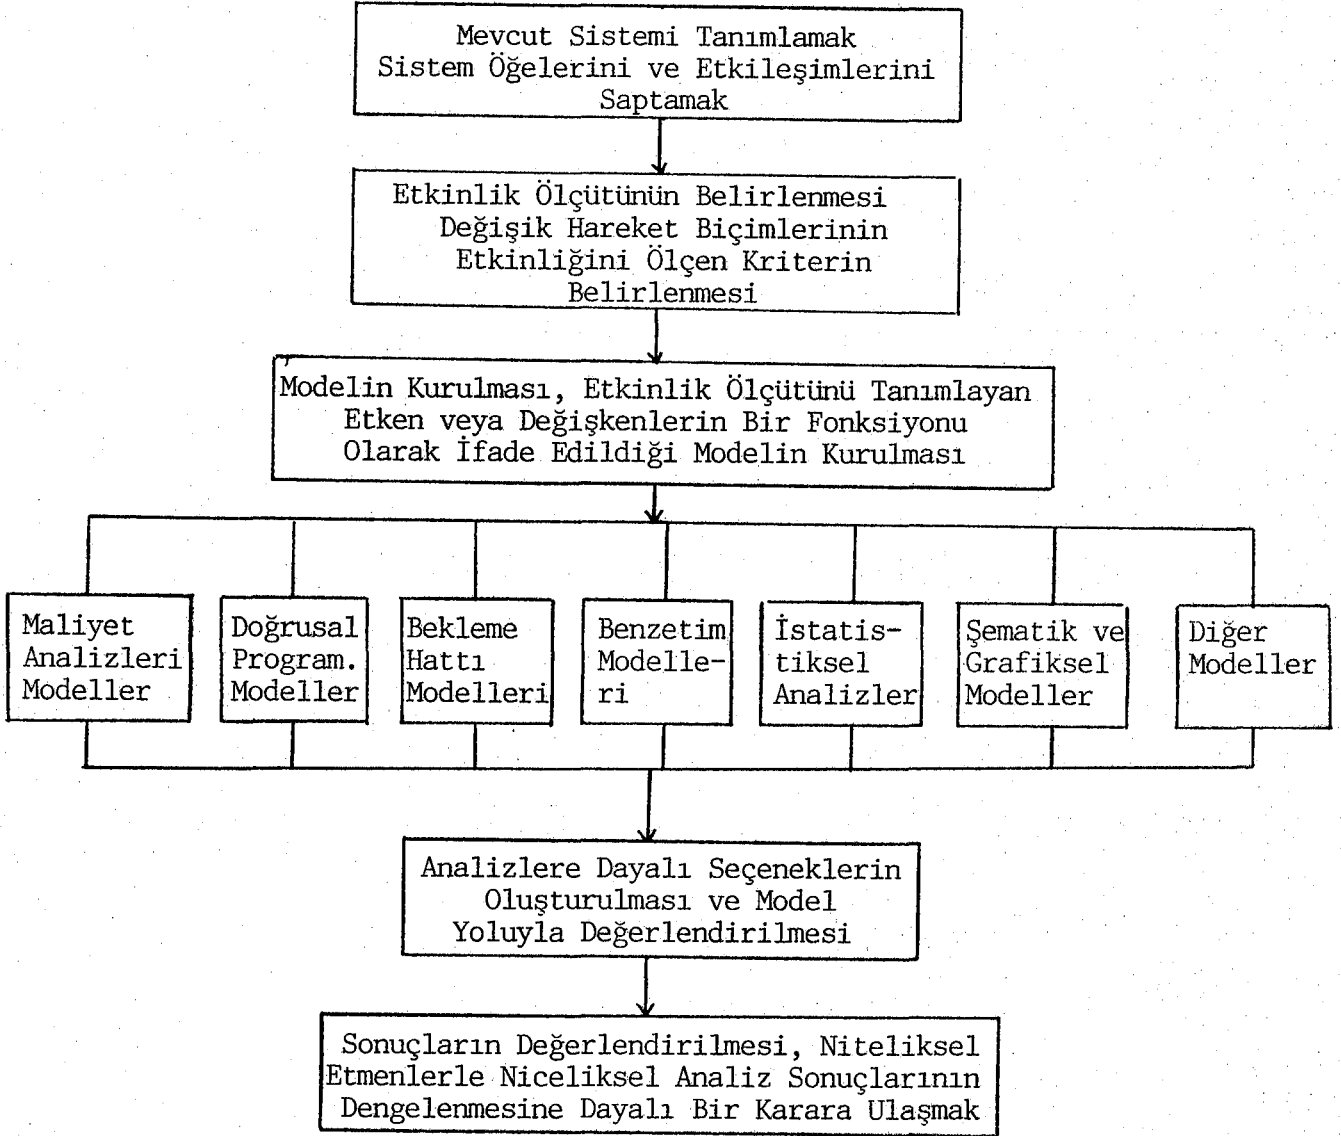 Mevcut Sistemi Tanımlamak
Sistem Öğelerini ve Etkileşimlerini
Saptamak
Etkinlik Ölçütünün Belirlenmesi
Değişik Hareket Biçimlerinin
Etkinliğini Ölçen Kriterin
Belirlenmesi
Modelin Kurulması, Etkinlik Ölçütünü Tanımlayan
Etken veya Değişkenlerin Bir Fonksiyonu
Olarak İfade Edildiği Modelin Kurulması
Maliyet
Analizleri
Modeller
Doğrusal
Program.
Modeller
Bekleme
Hattı
Modelleri
Benzetim
Modelle-
ri
İstatis-
tiksel
Analizler
Şematik ve
Grafiksel
Modeller
Diğer
Modeller
Analizlere Dayalı Seçeneklerin
Oluşturulması ve Model
Yoluyla Değerlendirilmesi
Sonuçların Değerlendirilmesi, Niteliksel
Etmenlerle Niceliksel Analiz Sonuçlarının
Dengelenmesine Dayalı Bir Karara Ulaşmak